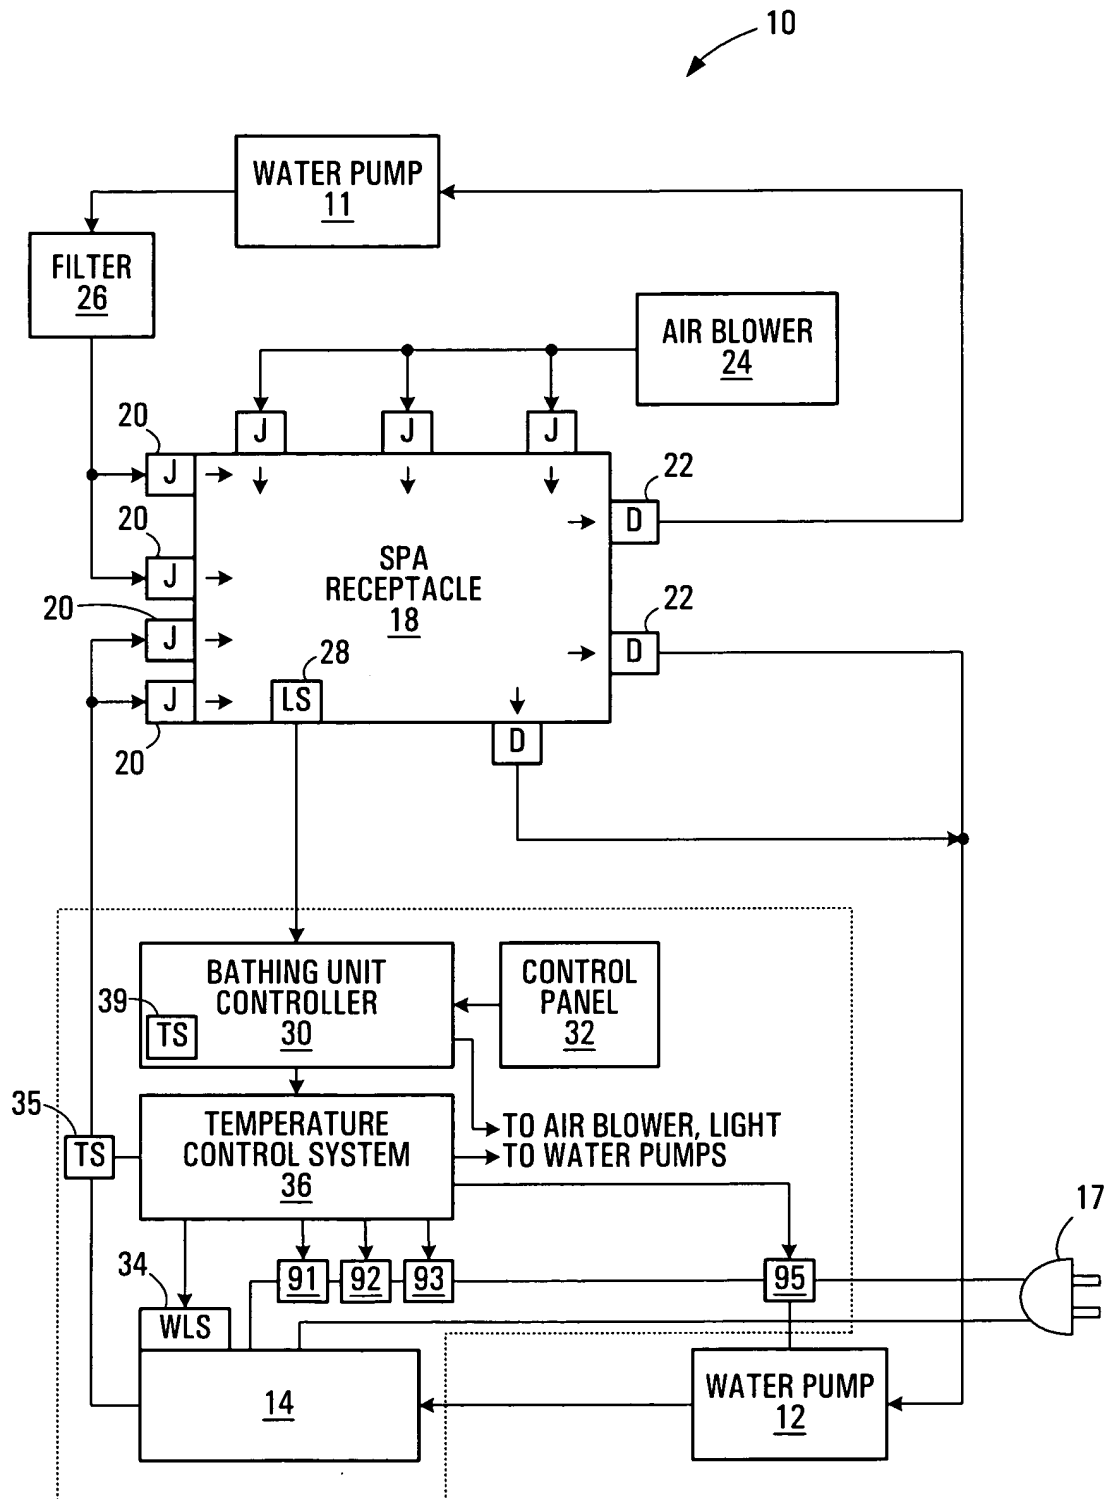 10
WATER PUMP
11
FILTER
26
AIR BLOWER
24
J
J
J
20
J
22
D
20
J
SPA
RECEPTACLE
18
20
J
22
D
28
LS
J
20
D
BATHING UNIT
CONTROLLER
30
39
TS
CONTROL
PANEL
32
35
TS
TEMPERATURE
CONTROL SYSTEM
36
TO AIR BLOWER, LIGHT
TO WATER PUMPS
17
34
WLS
91
92
93
95
14
WATER PUMP
12